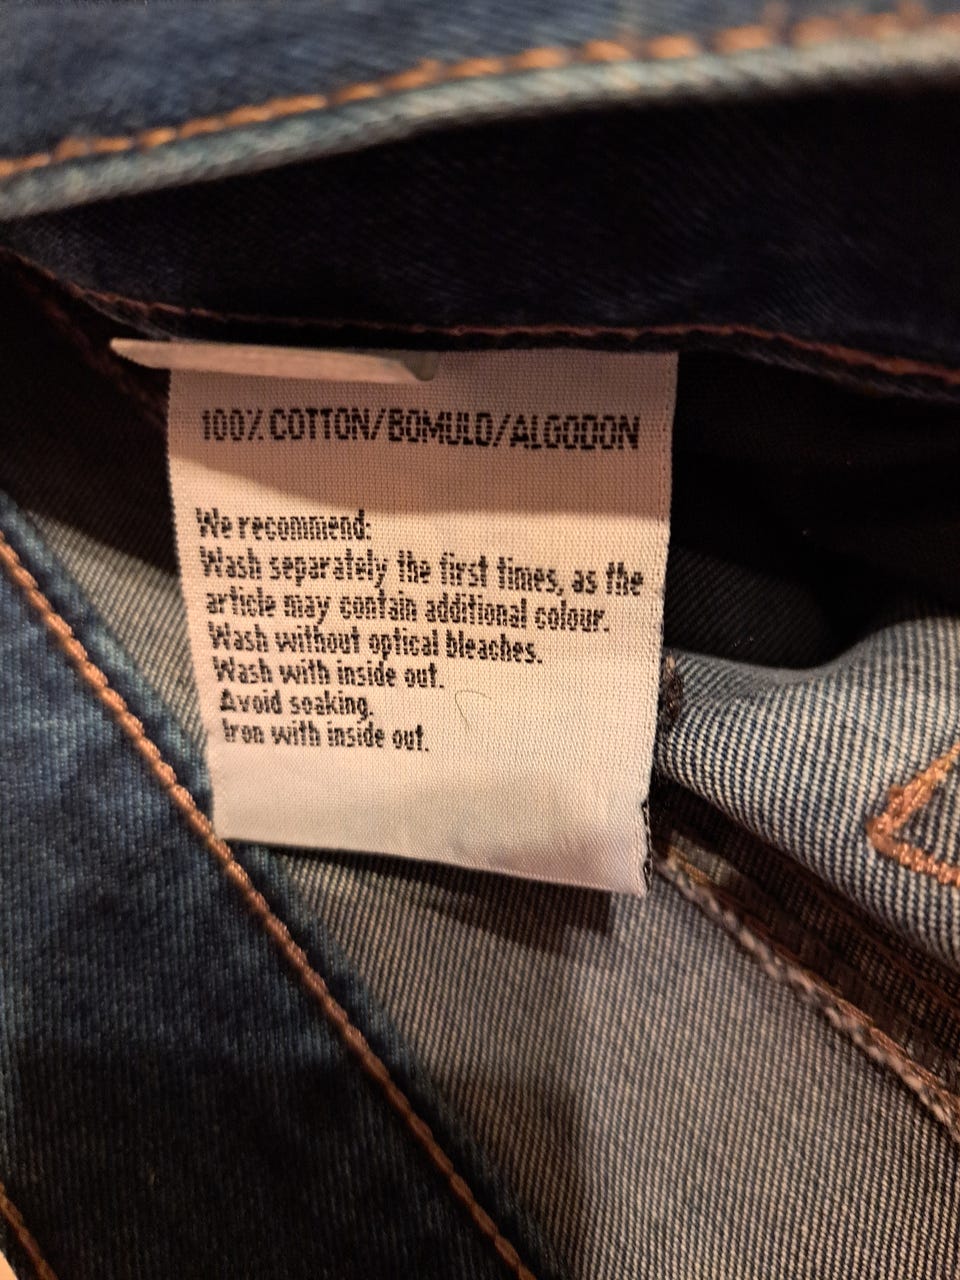 100% COTTON/BOMULD/ALGODON
We recommend:
Wash separately the first times, as the
article may contain additional colour.
Wash without optical bleaches.
Wash with inside out.
Avoid soaking.
Iron with inside out.